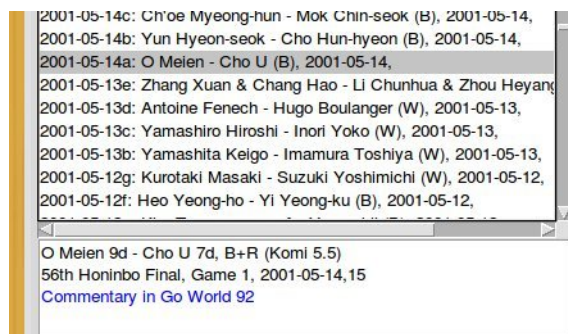 2001-05-14c: Ch'oe Myeong-hun - Mok Chin-seok (B), 2001-05-14,
2001-05-14b: Yun Hyeon-seok - Cho Hun-hyeon (B), 2001-05-14,
2001-05-14a: O Meien - Cho U (B), 2001-05-14,
2001-05-13e: Zhang Xuan & Chang Hao - Li Chunhua & Zhou Heyang
2001-05-13d: Antoine Fenech - Hugo Boulanger (W), 2001-05-13,
2001-05-13c: Yamashiro Hiroshi - Inori Yoko (W), 2001-05-13,
2001-05-13b: Yamashita Keigo - Imamura Toshiya (W), 2001-05-13,
2001-05-12g: Kurotaki Masaki - Suzuki Yoshimichi (W), 2001-05-12,
2001-05-12f: Heo Yeong-ho - Yi Yeong-ku (B), 2001-05-12,
O Meien 9d - Cho U 7d, B+R (Komi 5.5)
56th Honinbo Final, Game 1, 2001-05-14,15
Commentary in Go World 92